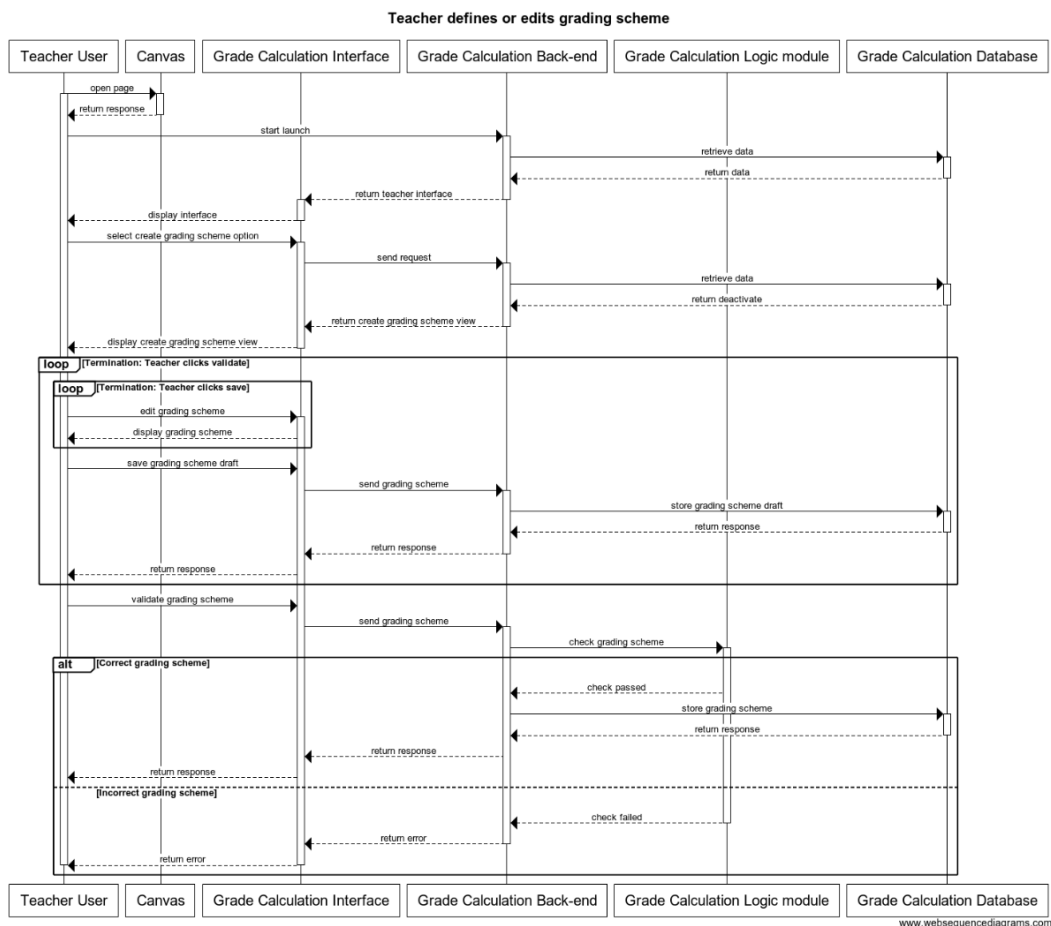 Teacher defines or edits grading scheme
Teacher User Canvas Grade Calculation Interface Grade Calculation Back-end Grade Calculation Logic module Grade Calculation Database
open page
return response
start launch
retrieve data
return data
return teacher interface
display interface
select create grading scheme option
send request
retrieve data
return deactivate
return create grading scheme view
display create grading scheme view
loop [Termination: Teacher clicks validate]
loop [Termination: Teacher clicks save]
edit grading scheme
display grading scheme
save grading scheme draft
send grading scheme
store grading scheme draft
return response
return response
return response
validate grading scheme
send grading scheme
check grading scheme
alt [Correct grading scheme]
check passed
store grading scheme
return response
return response
return response
[Incorrect grading scheme]
check failed
return error
return error
Teacher User Canvas Grade Calculation Interface Grade Calculation Back-end Grade Calculation Logic module Grade Calculation Database
www.websequencediagrams.com